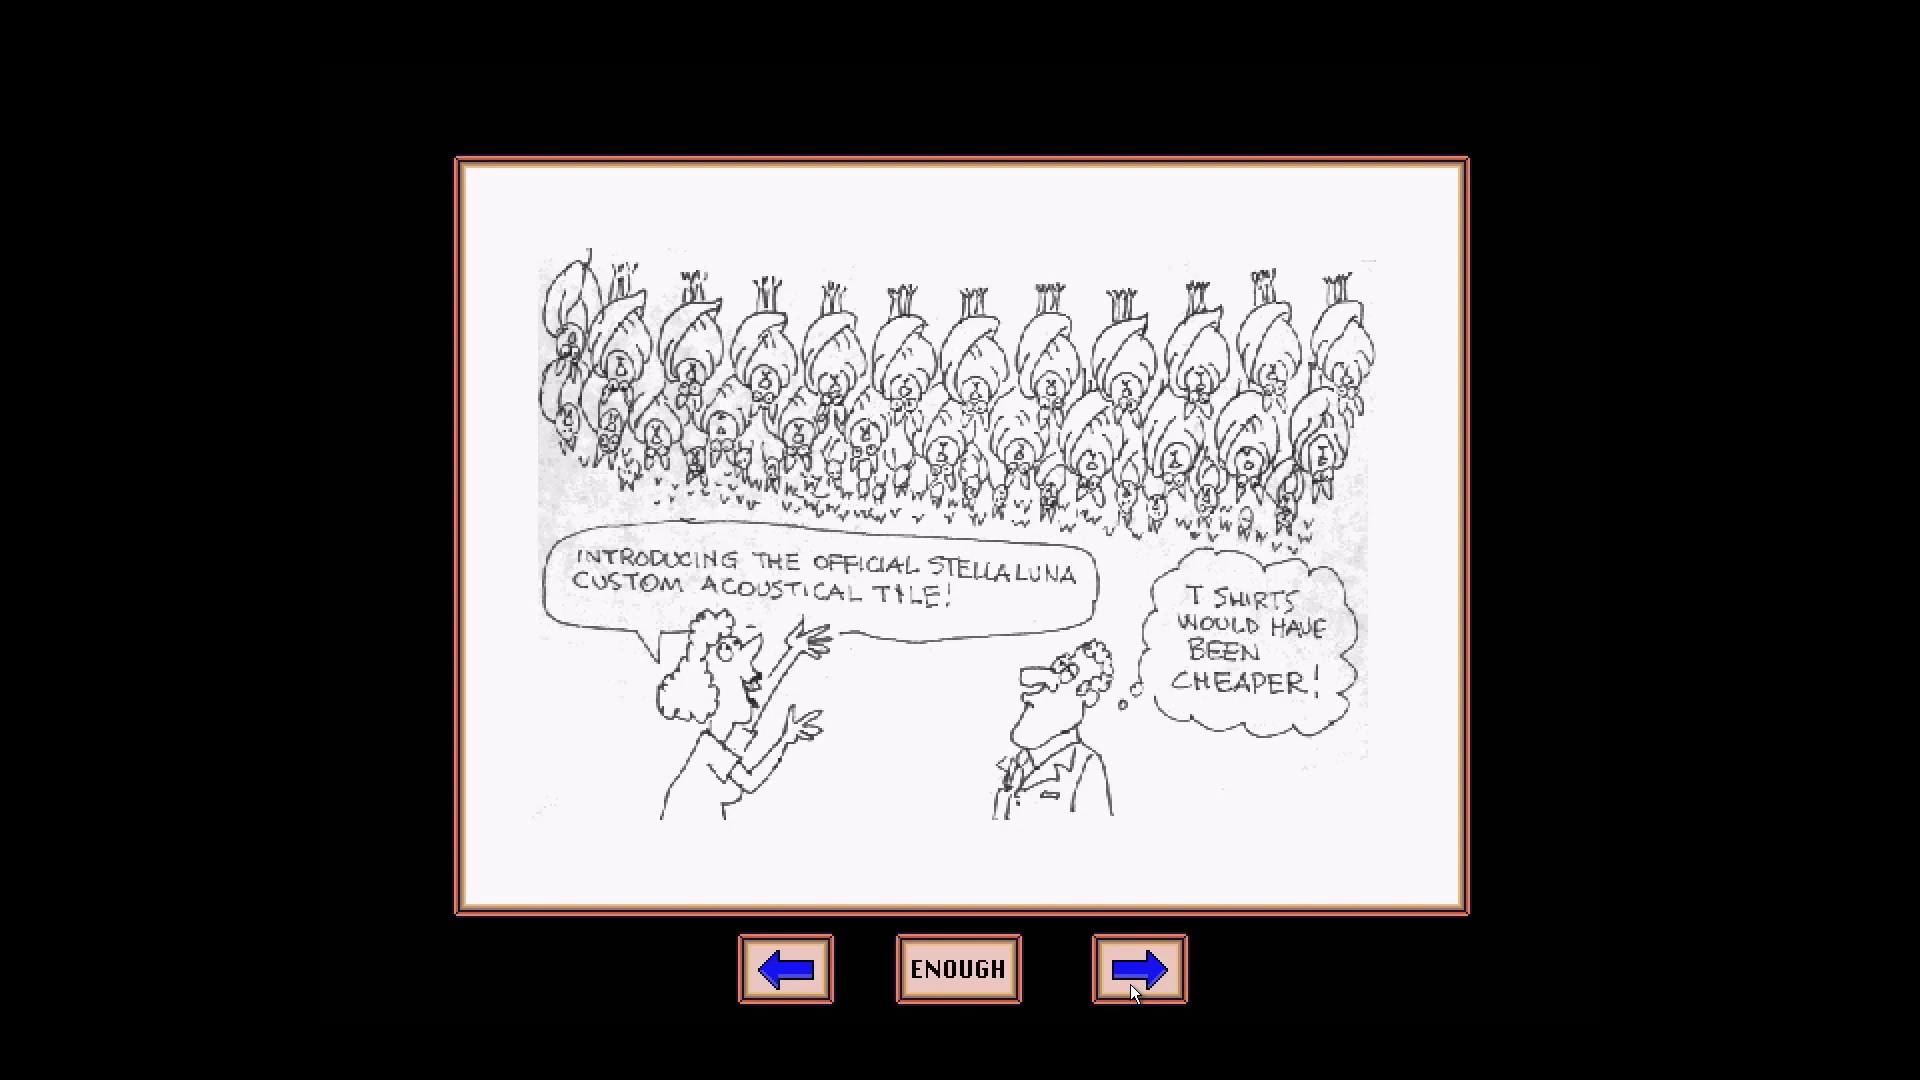 INTRODUCING THE OFFICIAL STELLALUNA
CUSTOM ACOUSTICAL TILE!
T SHIRTS
WOULD HAVE
BEEN
CHEAPER!
ENOUGH